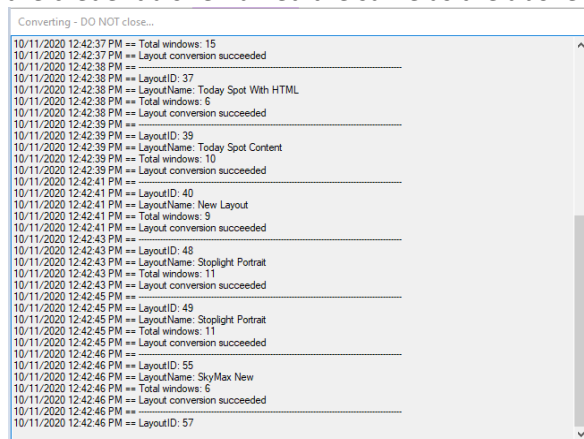 Converting - DO NOT close...
10/11/2020 12:42:37 PM == Total windows: 15
10/11/2020 12:42:37 PM == Layout conversion succeeded
10/11/2020 12:42:38 PM == ----------------------------------------------------------------------
10/11/2020 12:42:38 PM == LayoutID: 37
10/11/2020 12:42:38 PM == LayoutName: Today Spot With HTML
10/11/2020 12:42:38 PM == Total windows: 6
10/11/2020 12:42:38 PM == Layout conversion succeeded
10/11/2020 12:42:39 PM == ----------------------------------------------------------------------
10/11/2020 12:42:39 PM == LayoutID: 39
10/11/2020 12:42:39 PM == LayoutName: Today Spot Content
10/11/2020 12:42:39 PM == Total windows: 10
10/11/2020 12:42:39 PM == Layout conversion succeeded
10/11/2020 12:42:41 PM == ----------------------------------------------------------------------
10/11/2020 12:42:41 PM == LayoutID: 40
10/11/2020 12:42:41 PM == LayoutName: New Layout
10/11/2020 12:42:41 PM == Total windows: 9
10/11/2020 12:42:41 PM == Layout conversion succeeded
10/11/2020 12:42:43 PM == ----------------------------------------------------------------------
10/11/2020 12:42:43 PM == LayoutID: 48
10/11/2020 12:42:43 PM == LayoutName: Stoplight Portrait
10/11/2020 12:42:43 PM == Total windows: 11
10/11/2020 12:42:43 PM == Layout conversion succeeded
10/11/2020 12:42:45 PM == ----------------------------------------------------------------------
10/11/2020 12:42:45 PM == LayoutID: 49
10/11/2020 12:42:45 PM == LayoutName: Stoplight Portrait
10/11/2020 12:42:45 PM == Total windows: 11
10/11/2020 12:42:45 PM == Layout conversion succeeded
10/11/2020 12:42:46 PM == ----------------------------------------------------------------------
10/11/2020 12:42:46 PM == LayoutID: 55
10/11/2020 12:42:46 PM == LayoutName: SkyMax New
10/11/2020 12:42:46 PM == Total windows: 6
10/11/2020 12:42:46 PM == Layout conversion succeeded
10/11/2020 12:42:46 PM == ----------------------------------------------------------------------
10/11/2020 12:42:46 PM == LayoutID: 57